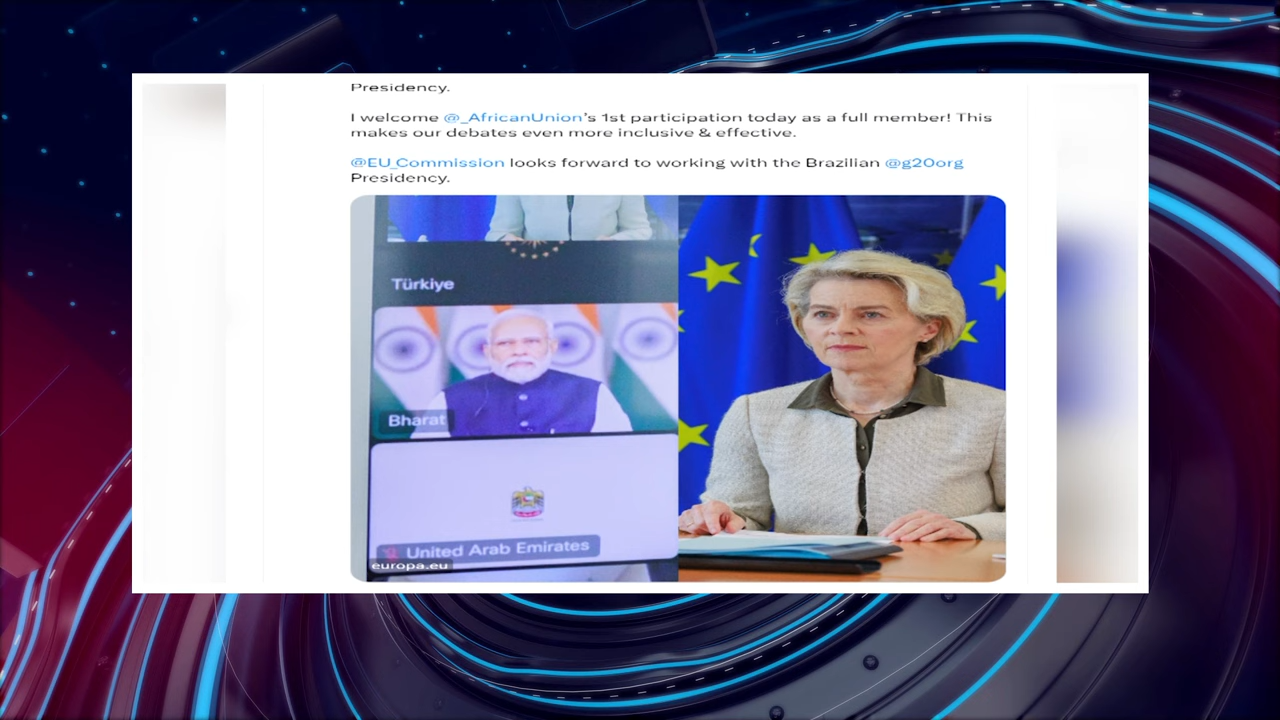 Presidency.
I welcome @_AfricanUnion's 1st participation today as a full member! This
makes our debates even more inclusive & effective.
@EU_Commission looks forward to working with the Brazilian @g20org
Presidency.
Türkiye
Bharat
United Arab Emirates
europa.eu